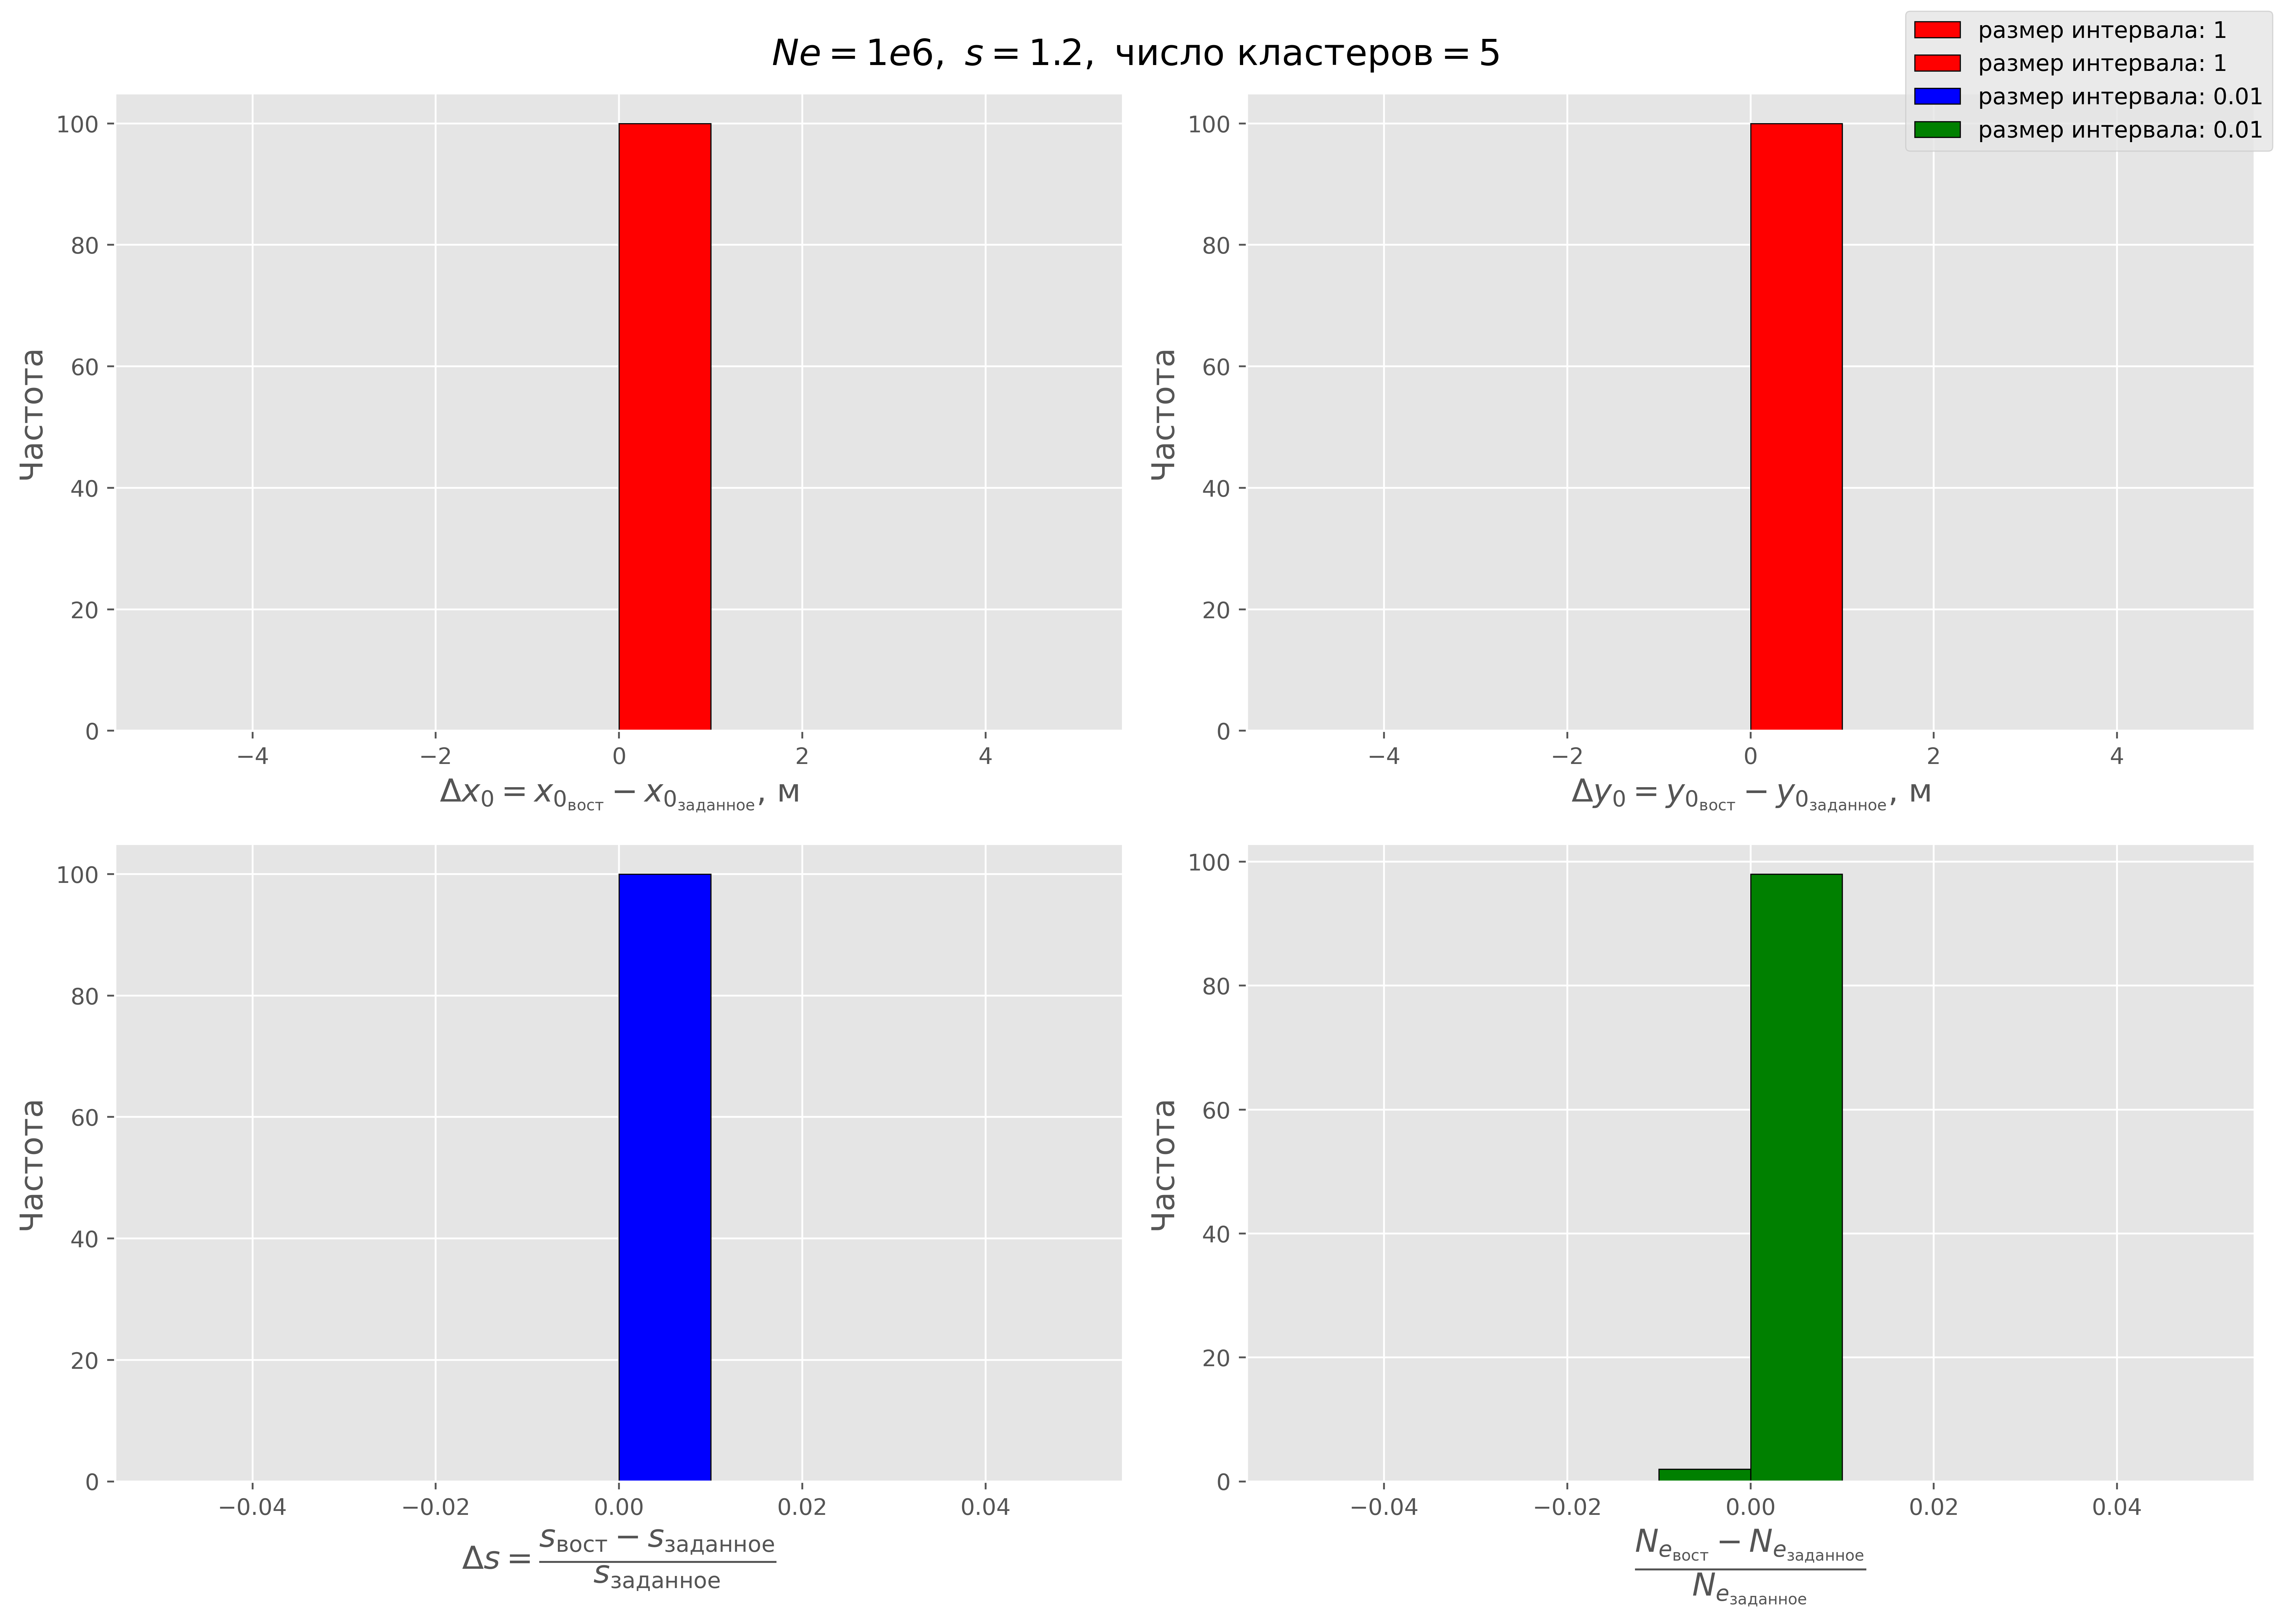 Ne = 1e6, s = 1.2, число кластеров = 5
размер интервала: 1
размер интервала: 1
размер интервала: 0.01
размер интервала: 0.01
100
80
60
40
20
0
Частота
−4 −2 0 2 4
Δx₀ = x₀вост − x₀заданное, м
100
80
60
40
20
0
Частота
−4 −2 0 2 4
Δy₀ = y₀вост − y₀заданное, м
100
80
60
40
20
0
Частота
−0.04 −0.02 0.00 0.02 0.04
sвост − sзаданное
Δs =
sзаданное
100
80
60
40
20
0
Частота
−0.04 −0.02 0.00 0.02 0.04
Nₑвост − Nₑзаданное
Nₑзаданное